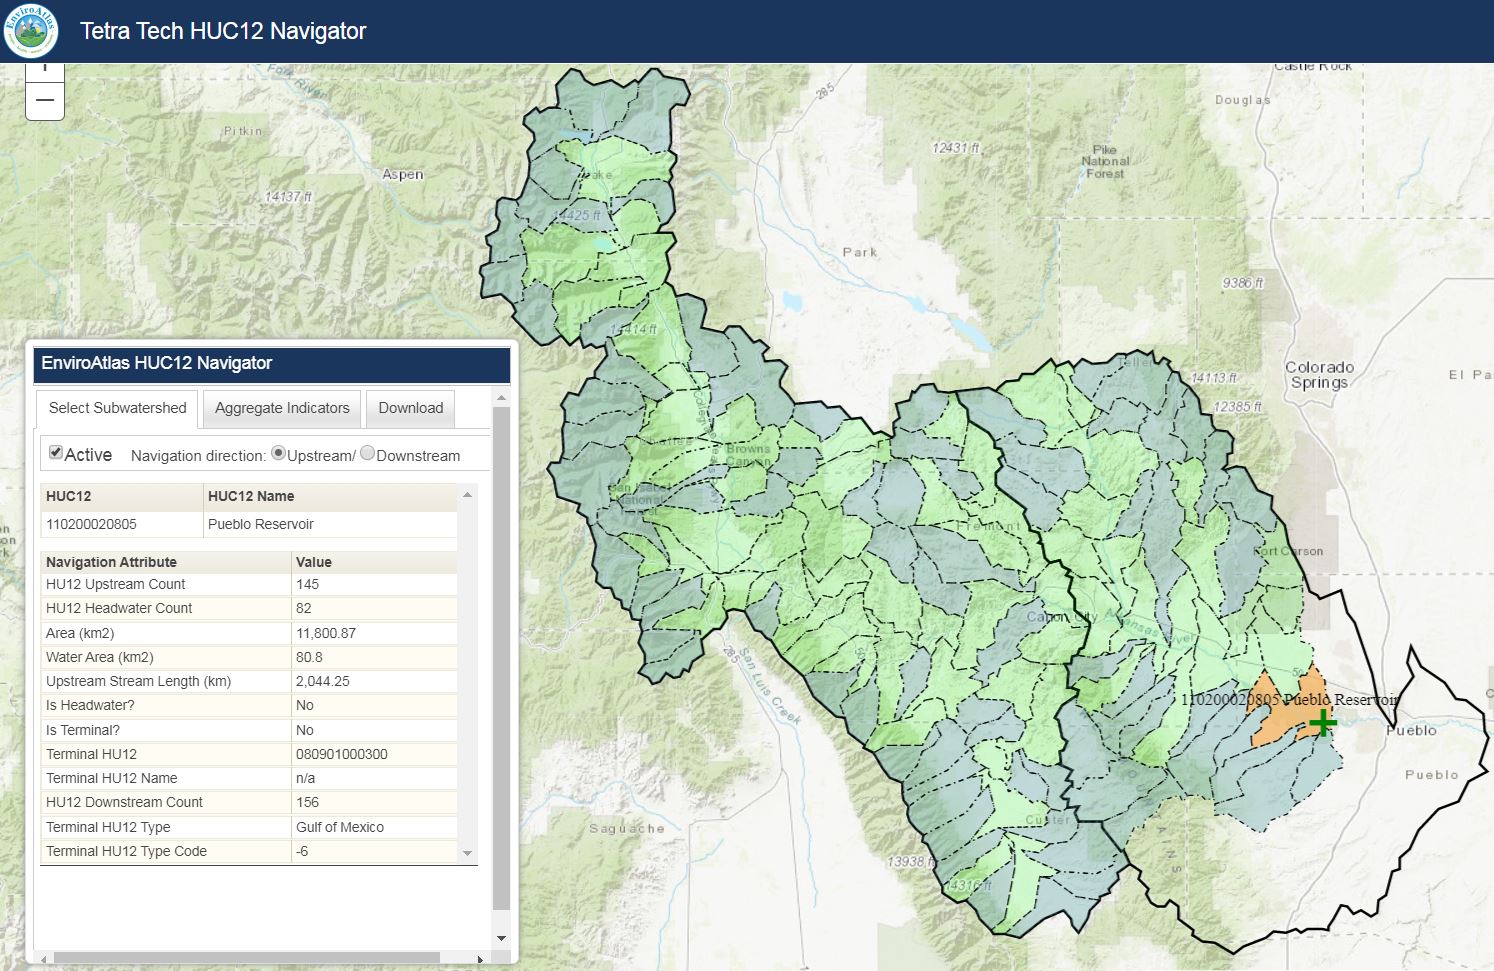 EnviroAtlas
Tetra Tech HUC12 Navigator
Castle Rock
Fork River
Pitkin
Aspen
14137 ft
285
12431 ft
Douglas
Pike
National
Forest
Lake
14425 ft
Park
9386 ft
14414 ft
Teller
14113 ft
12385 ft
Colorado
Springs
El Pa
Chaffee
Browns
Canyon
San Isabel
National
Forest
Fremont
Fort Carson
Canon City
Arkansas River
50
50
285
San Luis Creek
110200020805 Pueblo Reservoir
Pueblo
Pueblo
Saguache
Custer
13938 ft
14316 ft
A N S
EnviroAtlas HUC12 Navigator
Select Subwatershed
Aggregate Indicators
Download
Active Navigation direction: Upstream/ Downstream
HUC12 HUC12 Name
110200020805 Pueblo Reservoir
Navigation Attribute Value
HU12 Upstream Count 145
HU12 Headwater Count 82
Area (km2) 11,800.87
Water Area (km2) 80.8
Upstream Stream Length (km) 2,044.25
Is Headwater? No
Is Terminal? No
Terminal HU12 080901000300
Terminal HU12 Name n/a
HU12 Downstream Count 156
Terminal HU12 Type Gulf of Mexico
Terminal HU12 Type Code -6